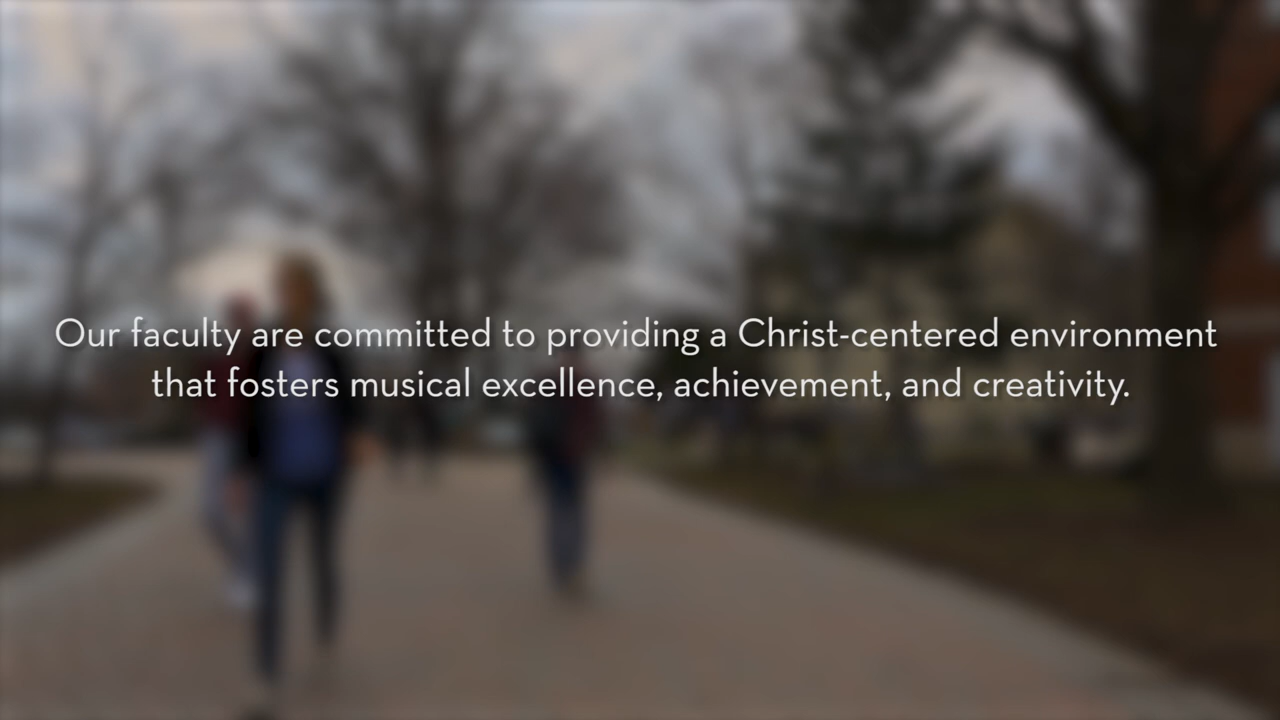 Our faculty are committed to providing a Christ-centered environment
that fosters musical excellence, achievement, and creativity.